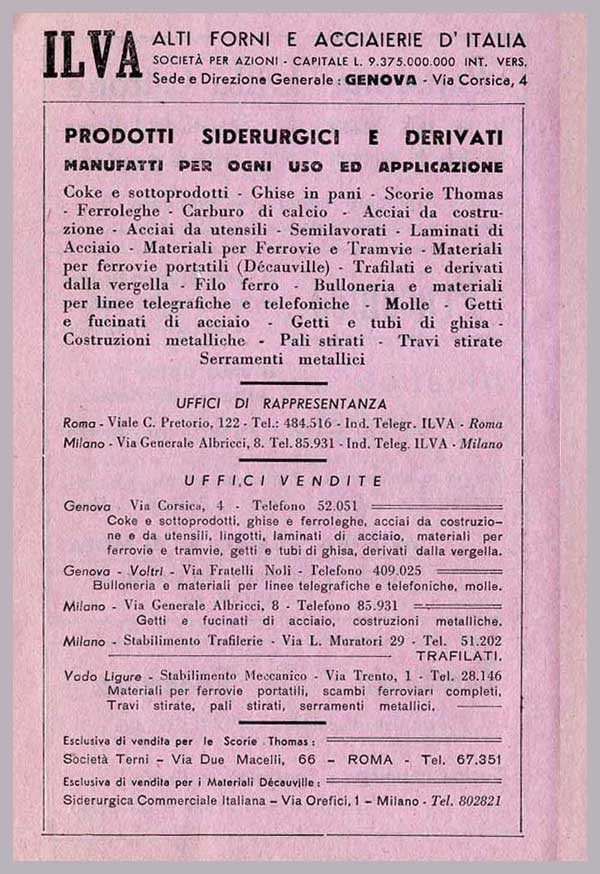 ILVA ALTI FORNI E ACCIAIERIE D'ITALIA
SOCIETÀ PER AZIONI - CAPITALE L. 9.375.000.000 INT. VERS.
Sede e Direzione Generale : GENOVA - Via Corsica, 4
PRODOTTI SIDERURGICI E DERIVATI
MANUFATTI PER OGNI USO ED APPLICAZIONE
Coke e sottoprodotti - Ghise in pani - Scorie Thomas
- Ferroleghe - Carburo di calcio - Acciai da costru-
zione - Acciai da utensili - Semilavorati - Laminati di
Acciaio - Materiali per Ferrovie e Tramvie - Materiali
per ferrovie portatili (Décauville) - Trafilati e derivati
dalla vergella - Filo ferro - Bulloneria e materiali
per linee telegrafiche e telefoniche - Molle - Getti
e fucinati di acciaio - Getti e tubi di ghisa -
Costruzioni metalliche - Pali stirati - Travi stirate
Serramenti metallici
UFFICI DI RAPPRESENTANZA
Roma - Viale C. Pretorio, 122 - Tel.: 484.516 - Ind. Telegr. ILVA - Roma
Milano - Via Generale Albricci, 8. Tel. 85.931 - Ind. Teleg. ILVA - Milano
UFFICI VENDITE
Genova - Via Corsica, 4 - Telefono 52.051
Coke e sottoprodotti, ghise e ferroleghe, acciai da costruzio-
ne e da utensili, lingotti, laminati di acciaio, materiali per
ferrovie e tramvie, getti e tubi di ghisa, derivati dalla vergella.
Genova - Voltri - Via Fratelli Noli - Telefono 409.025
Bulloneria e materiali per linee telegrafiche e telefoniche, molle.
Milano - Via Generale Albricci, 8 - Telefono 85.931
Getti e fucinati di acciaio, costruzioni metalliche.
Milano - Stabilimento Trafilerie - Via L. Muratori 29 - Tel. 51.202
TRAFILATI.
Vado Ligure - Stabilimento Meccanico - Via Trento, 1 - Tel. 28.146
Materiali per ferrovie portatili, scambi ferroviari completi,
Travi stirate, pali stirati, serramenti metallici.
Esclusiva di vendita per le Scorie Thomas :
Società Terni - Via Due Macelli, 66 - ROMA - Tel. 67.351
Esclusiva di vendita per i Materiali Décauville :
Siderurgica Commerciale Italiana - Via Orefici, 1 - Milano - Tel. 802821